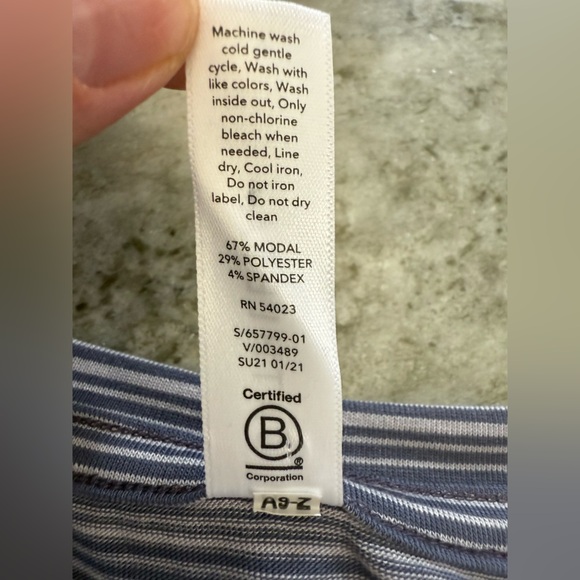 Machine wash
cold gentle
cycle, Wash with
like colors, Wash
inside out, Only
non-chlorine
bleach when
needed, Line
dry, Cool iron,
Do not iron
label, Do not dry
clean
67% MODAL
29% POLYESTER
4% SPANDEX
RN 54023
S/657799-01
V/003489
SU21 01/21
Certified
B
®
Corporation
A9-Z